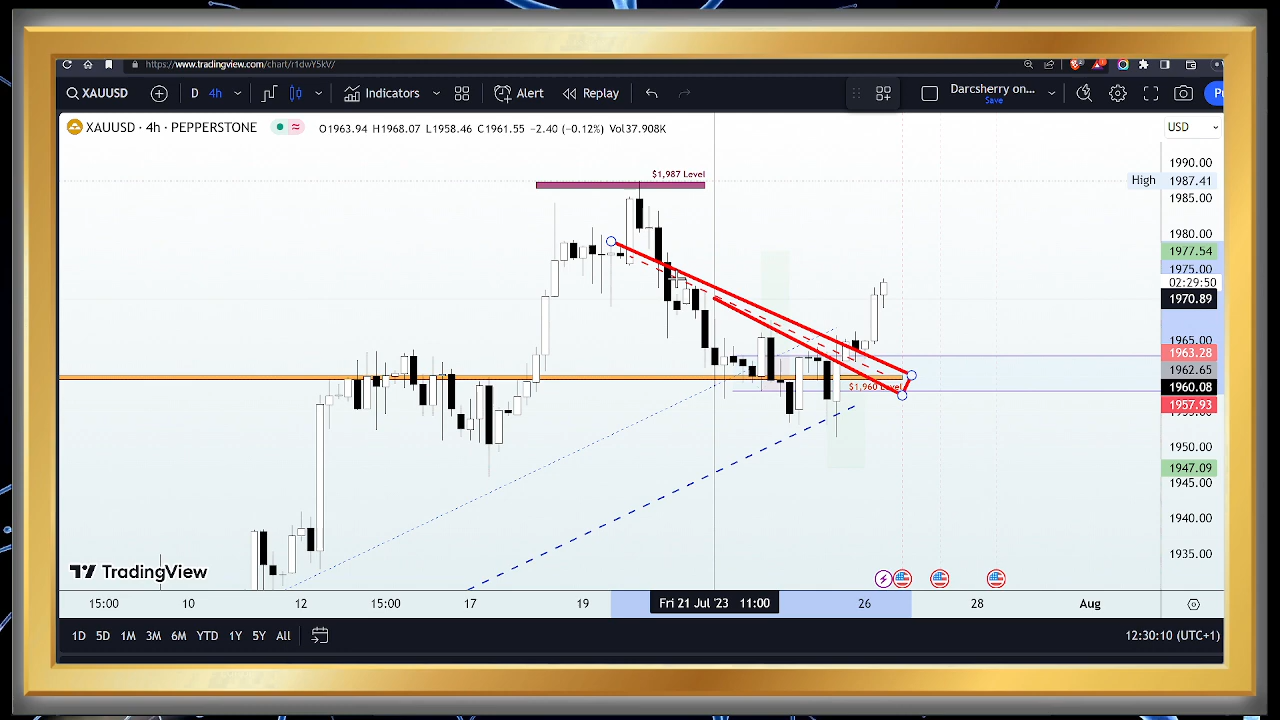 https://www.tradingview.com/chart/r1dwY5kV/
XAUUSD D 4h Indicators Alert Replay Darcsherry on...
Save
XAUUSD · 4h · PEPPERSTONE O1963.94 H1968.07 L1958.46 C1961.55 −2.40 (−0.12%) Vol37.908K
USD
$1,987 Level
1990.00
High 1987.41
1985.00
1980.00
1977.54
1975.00
02:29:50
1970.89
1965.00
1963.28
1962.65
$1,960 Level
1960.08
1957.93
1950.00
1947.09
1945.00
1940.00
1935.00
TradingView
15:00 10 12 15:00 17 19 Fri 21 Jul '23 11:00 26 28 Aug
1D 5D 1M 3M 6M YTD 1Y 5Y All
12:30:10 (UTC+1)